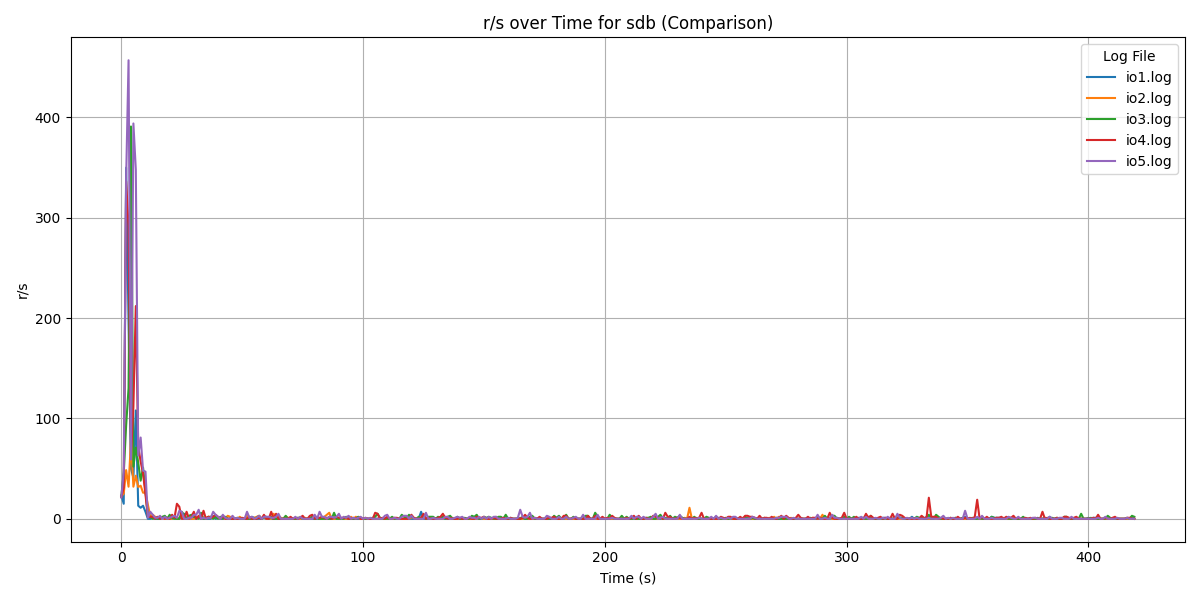 r/s over Time for sdb (Comparison)
Log File
io1.log
io2.log
io3.log
io4.log
io5.log
r/s
400
300
200
100
0
0 100 200 300 400
Time (s)